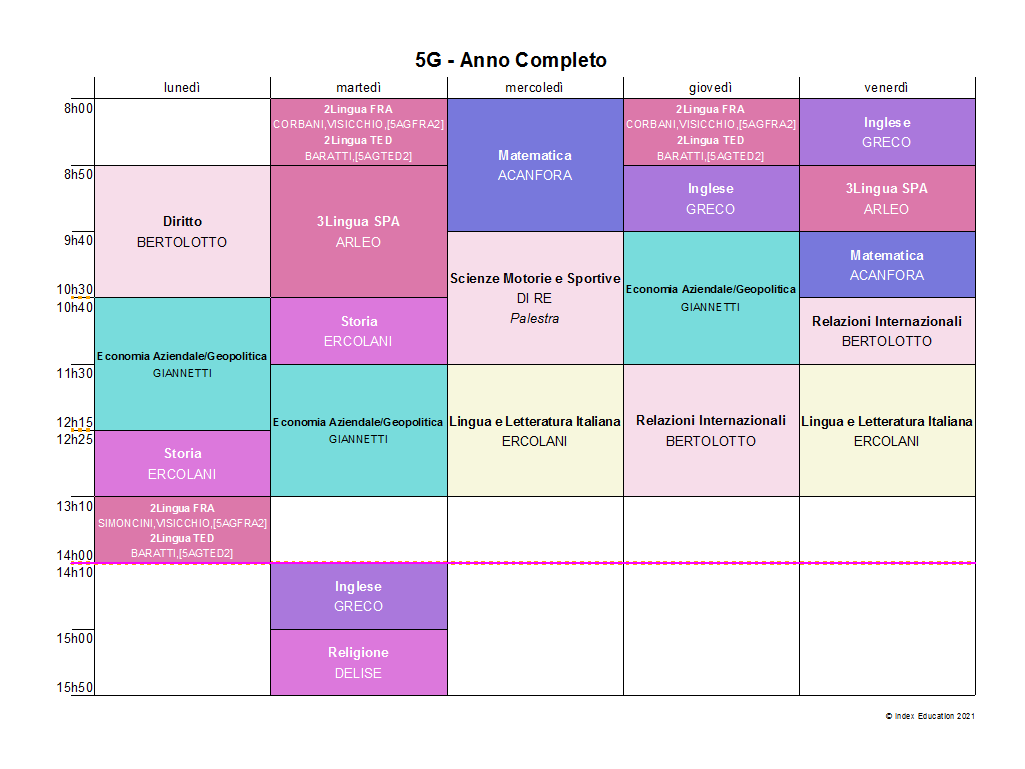 5G - Anno Completo
lunedì
martedì
mercoledì
giovedì
venerdì
8h00
8h50
9h40
10h30
10h40
11h30
12h15
12h25
13h10
14h00
14h10
15h00
15h50
Diritto
BERTOLOTTO
Economia Aziendale/Geopolitica
GIANNETTI
Storia
ERCOLANI
2Lingua FRA
SIMONCINI,VISICCHIO,[5AGFRA2]
2Lingua TED
BARATTI,[5AGTED2]
2Lingua FRA
CORBANI,VISICCHIO,[5AGFRA2]
2Lingua TED
BARATTI,[5AGTED2]
3Lingua SPA
ARLEO
Storia
ERCOLANI
Economia Aziendale/Geopolitica
GIANNETTI
Inglese
GRECO
Religione
DELISE
Matematica
ACANFORA
Scienze Motorie e Sportive
DI RE
Palestra
Lingua e Letteratura Italiana
ERCOLANI
2Lingua FRA
CORBANI,VISICCHIO,[5AGFRA2]
2Lingua TED
BARATTI,[5AGTED2]
Inglese
GRECO
Economia Aziendale/Geopolitica
GIANNETTI
Relazioni Internazionali
BERTOLOTTO
Inglese
GRECO
3Lingua SPA
ARLEO
Matematica
ACANFORA
Relazioni Internazionali
BERTOLOTTO
Lingua e Letteratura Italiana
ERCOLANI
© Index Education 2021